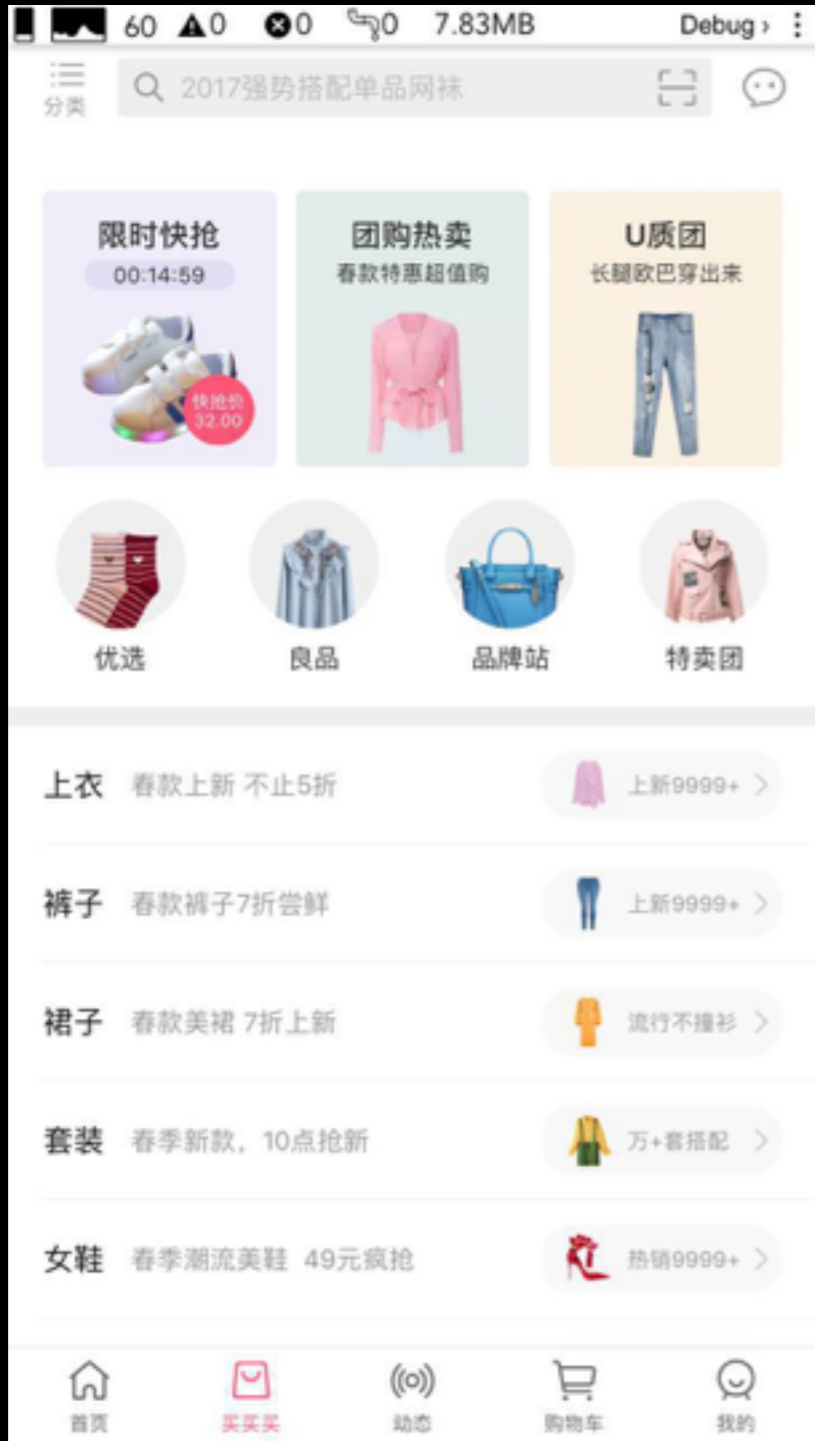 60 0 0 0 7.83MB Debug ›
分类
2017强势搭配单品网袜
限时快抢
00:14:59
快抢价
32.00
团购热卖
春款特惠超值购
U质团
长腿欧巴穿出来
优选
良品
品牌站
特卖团
上衣 春款上新 不止5折 上新9999+
裤子 春款裤子7折尝鲜 上新9999+
裙子 春款美裙 7折上新 流行不撞衫
套装 春季新款，10点抢新 万+套搭配
女鞋 春季潮流美鞋 49元疯抢 热销9999+
首页 买买买 动态 购物车 我的